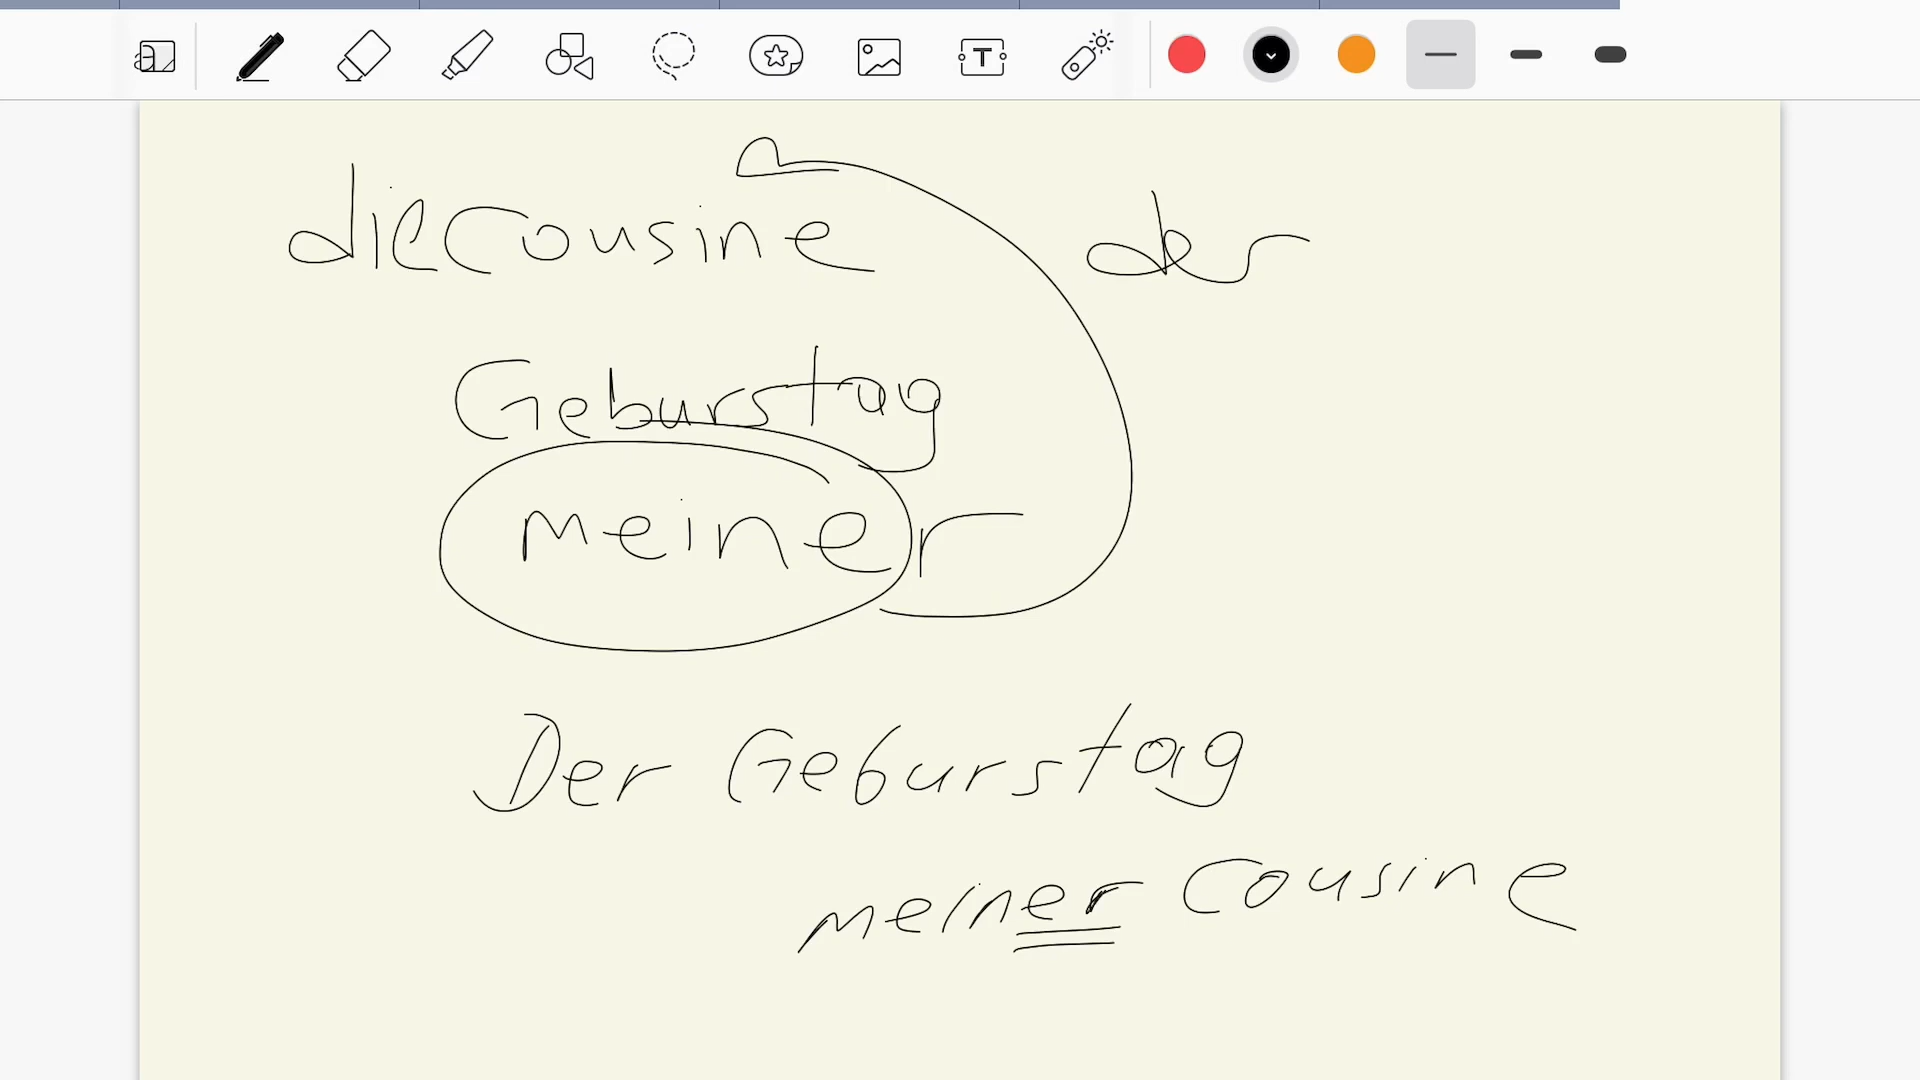 die Cousine der
Geburstag
meiner
Der Geburstag
meiner Cousine